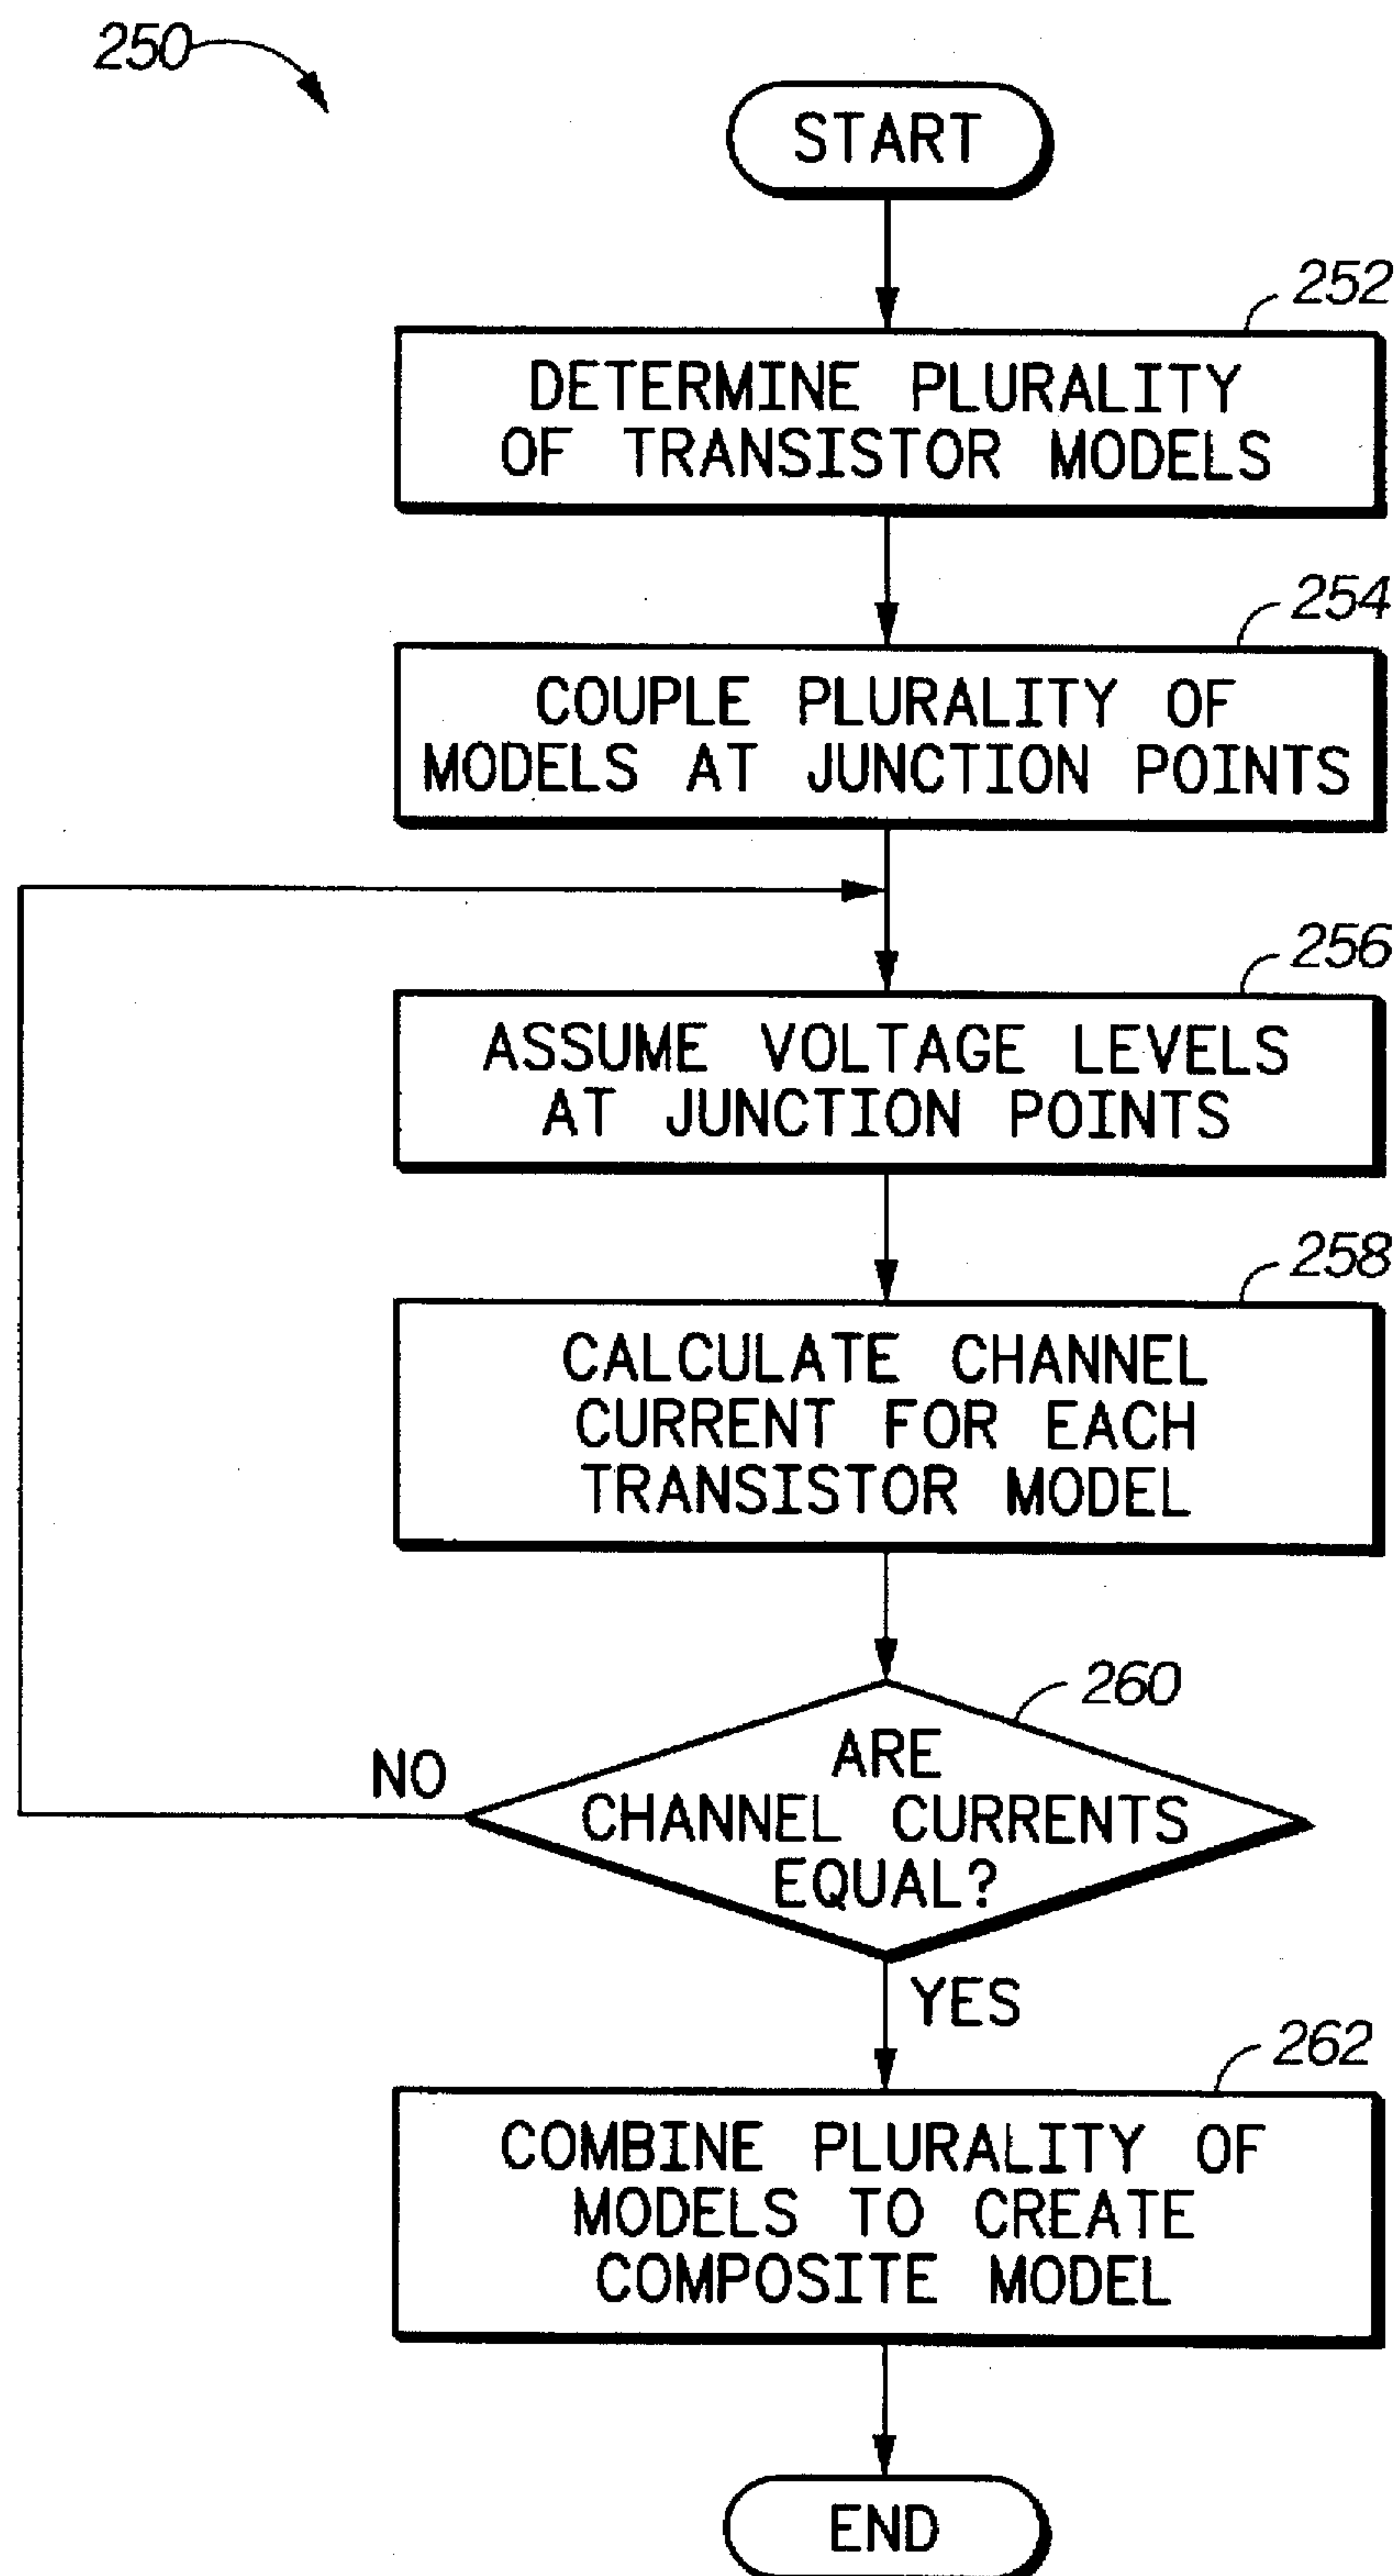 250
START
252
DETERMINE PLURALITY
OF TRANSISTOR MODELS
254
COUPLE PLURALITY OF
MODELS AT JUNCTION POINTS
256
ASSUME VOLTAGE LEVELS
AT JUNCTION POINTS
258
CALCULATE CHANNEL
CURRENT FOR EACH
TRANSISTOR MODEL
260
ARE
CHANNEL CURRENTS
EQUAL?
NO
YES
262
COMBINE PLURALITY OF
MODELS TO CREATE
COMPOSITE MODEL
END